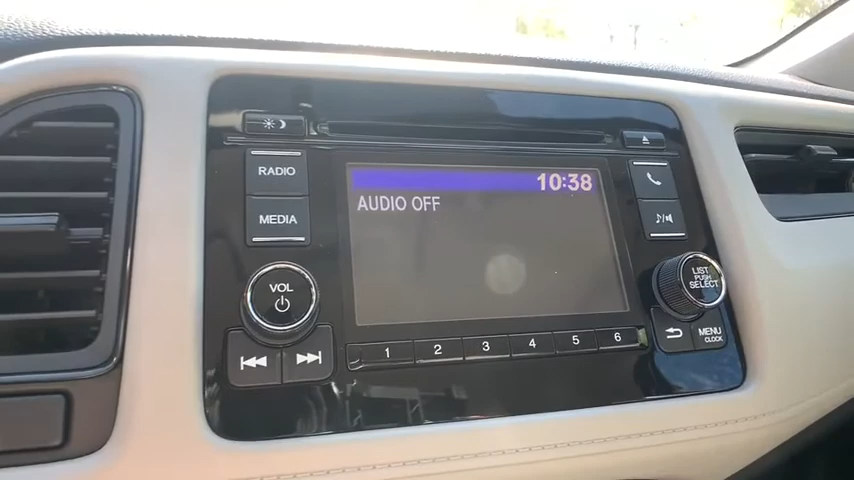 RADIO
MEDIA
10:38
AUDIO OFF
VOL
LIST
PUSH
SELECT
1 2 3 4 5 6
MENU
CLOCK